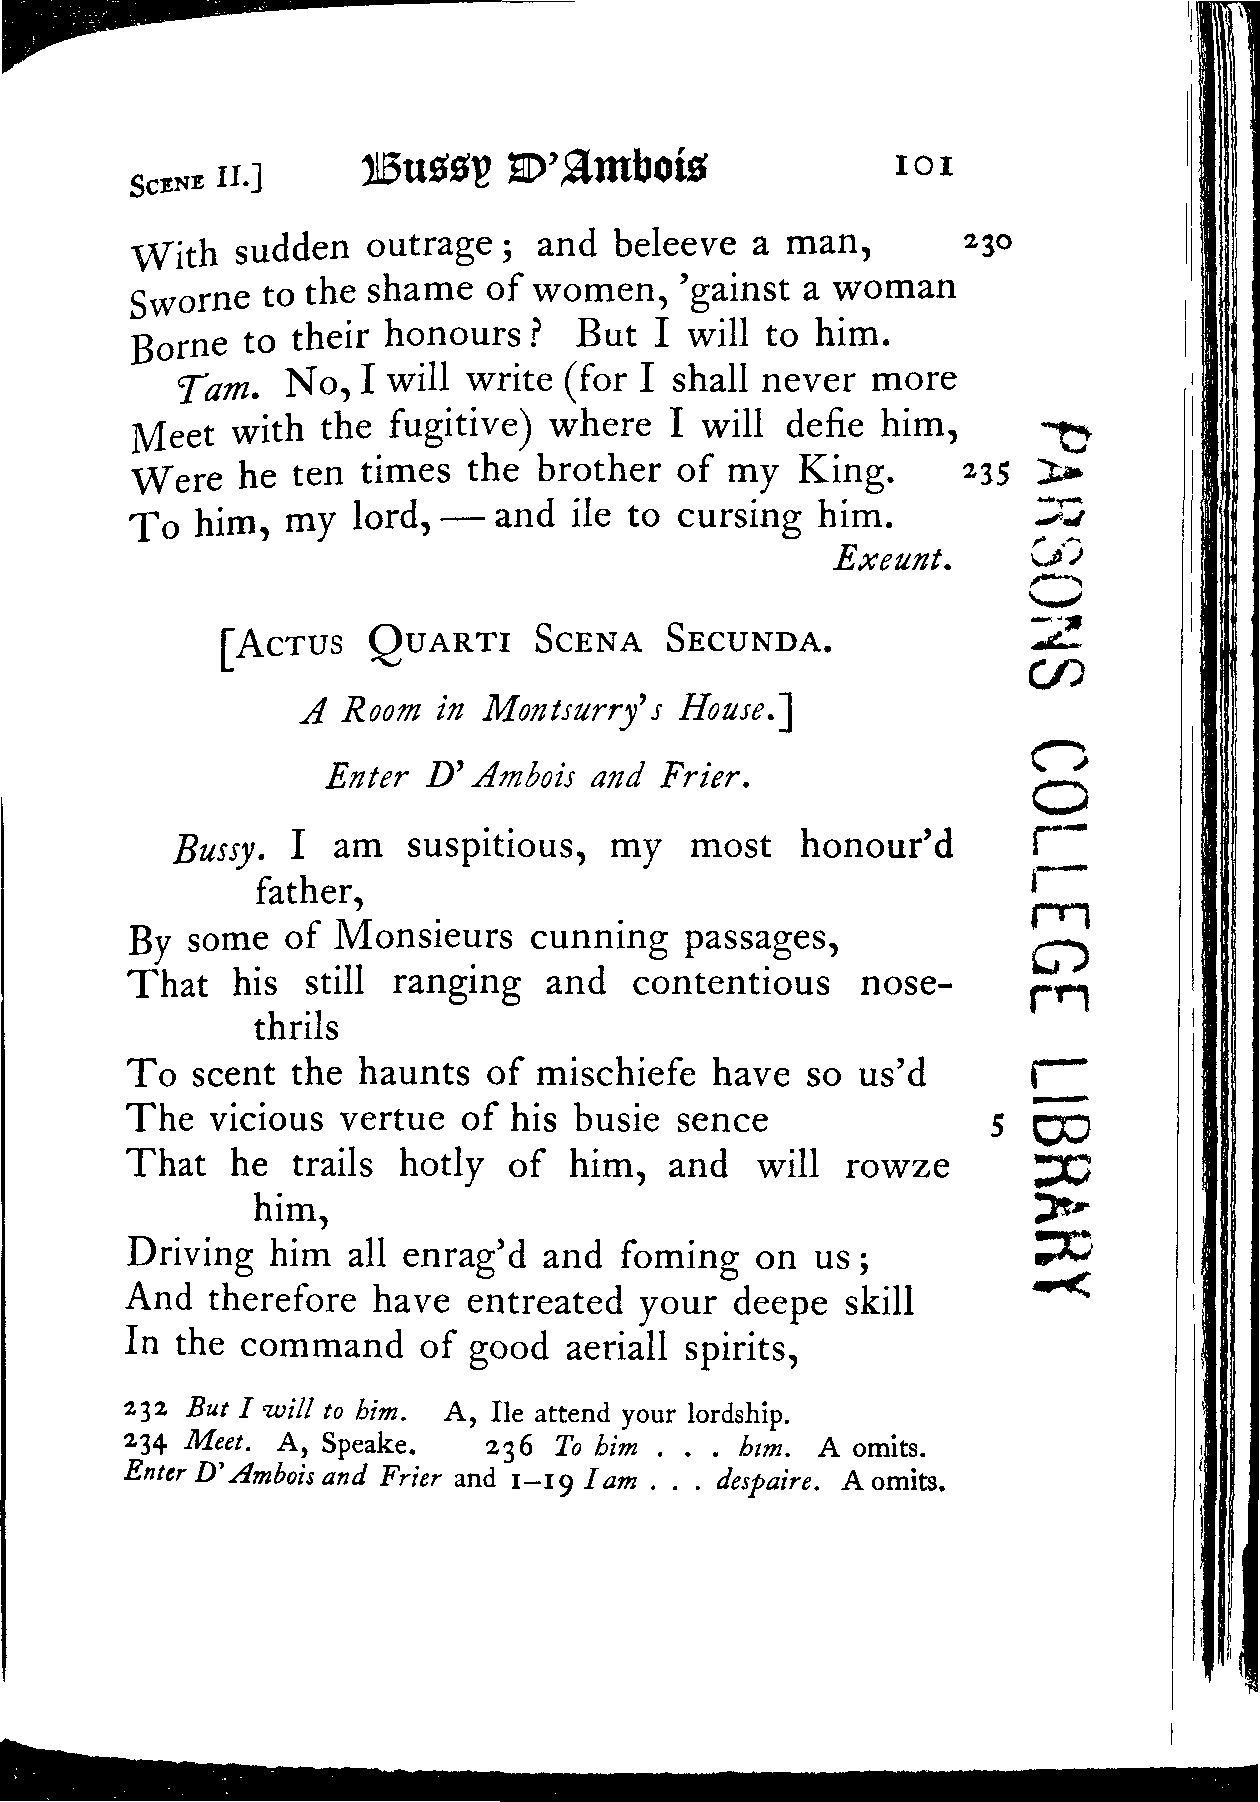 SCENE II.] Bussy D'Ambois 101
With sudden outrage; and beleeve a man, 230
Sworne to the shame of women, 'gainst a woman
Borne to their honours? But I will to him.
Tam. No, I will write (for I shall never more
Meet with the fugitive) where I will defie him,
Were he ten times the brother of my King. 235
To him, my lord, — and ile to cursing him.
Exeunt.
[ACTUS QUARTI SCENA SECUNDA.
A Room in Montsurry's House.]
Enter D'Ambois and Frier.
Bussy. I am suspitious, my most honour'd
father,
By some of Monsieurs cunning passages,
That his still ranging and contentious nose-
thrils
To scent the haunts of mischiefe have so us'd
The vicious vertue of his busie sence 5
That he trails hotly of him, and will rowze
him,
Driving him all enrag'd and foming on us;
And therefore have entreated your deepe skill
In the command of good aeriall spirits,
232 But I will to him. A, Ile attend your lordship.
234 Meet. A, Speake. 236 To him . . . him. A omits.
Enter D'Ambois and Frier and 1–19 I am . . . despaire. A omits.
PARSONS COLLEGE LIBRARY